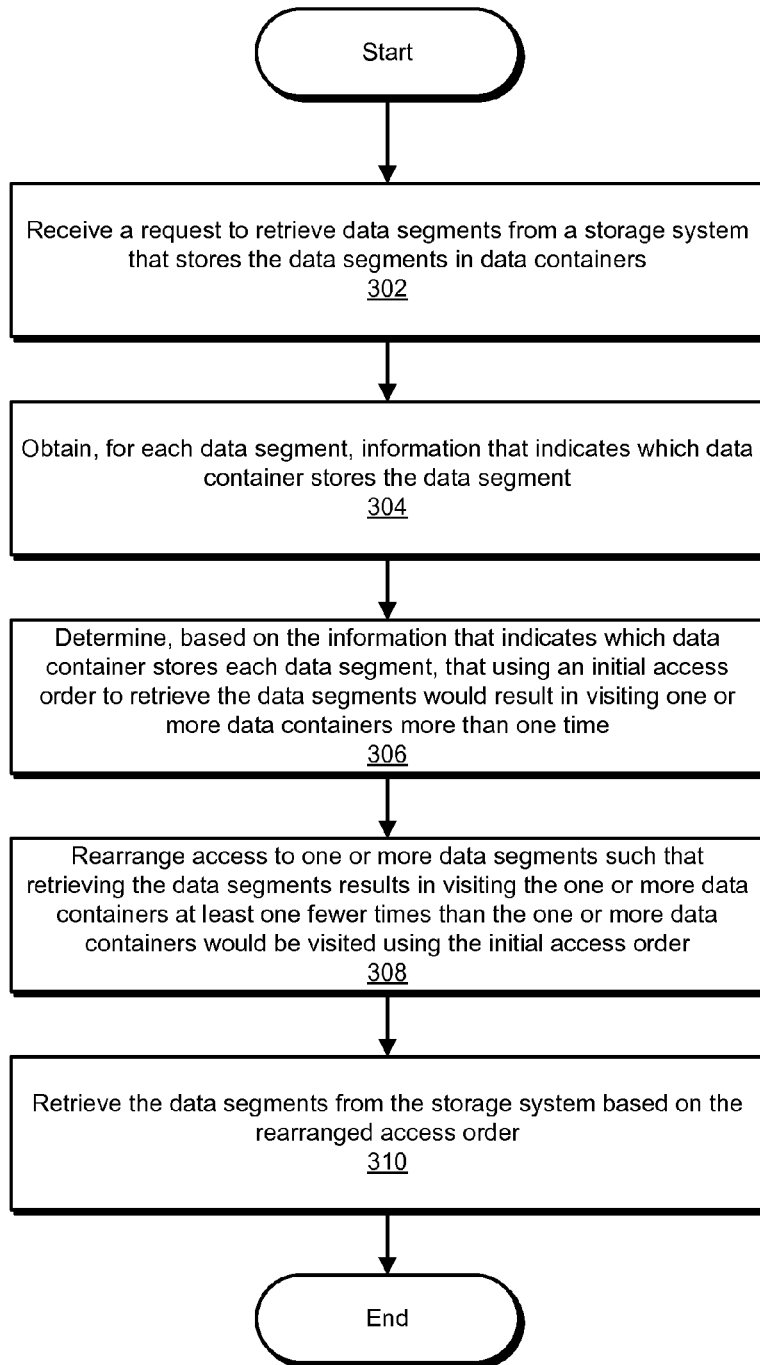 Start
Receive a request to retrieve data segments from a storage system
that stores the data segments in data containers
302
Obtain, for each data segment, information that indicates which data
container stores the data segment
304
Determine, based on the information that indicates which data
container stores each data segment, that using an initial access
order to retrieve the data segments would result in visiting one or
more data containers more than one time
306
Rearrange access to one or more data segments such that
retrieving the data segments results in visiting the one or more data
containers at least one fewer times than the one or more data
containers would be visited using the initial access order
308
Retrieve the data segments from the storage system based on the
rearranged access order
310
End